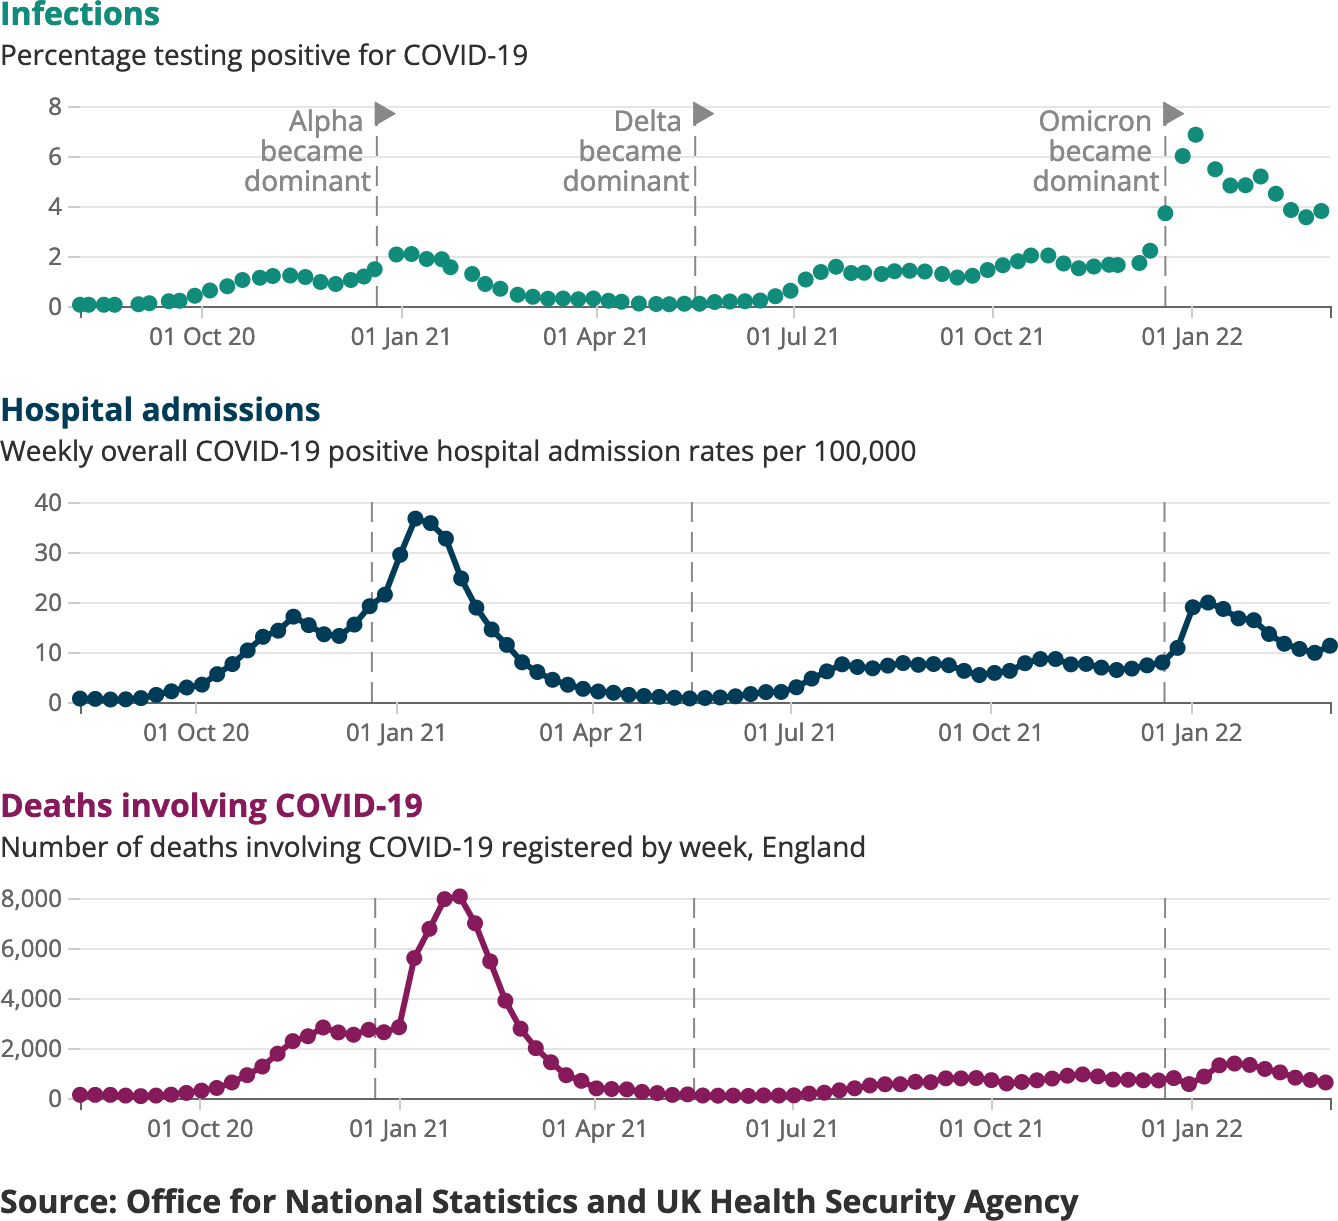 Infections
Percentage testing positive for COVID-19
8
6
4
2
0
Alpha
became
dominant
Delta
became
dominant
Omicron
became
dominant
01 Oct 20
01 Jan 21
01 Apr 21
01 Jul 21
01 Oct 21
01 Jan 22
Hospital admissions
Weekly overall COVID-19 positive hospital admission rates per 100,000
40
30
20
10
0
01 Oct 20
01 Jan 21
01 Apr 21
01 Jul 21
01 Oct 21
01 Jan 22
Deaths involving COVID-19
Number of deaths involving COVID-19 registered by week, England
8,000
6,000
4,000
2,000
0
01 Oct 20
01 Jan 21
01 Apr 21
01 Jul 21
01 Oct 21
01 Jan 22
Source: Office for National Statistics and UK Health Security Agency